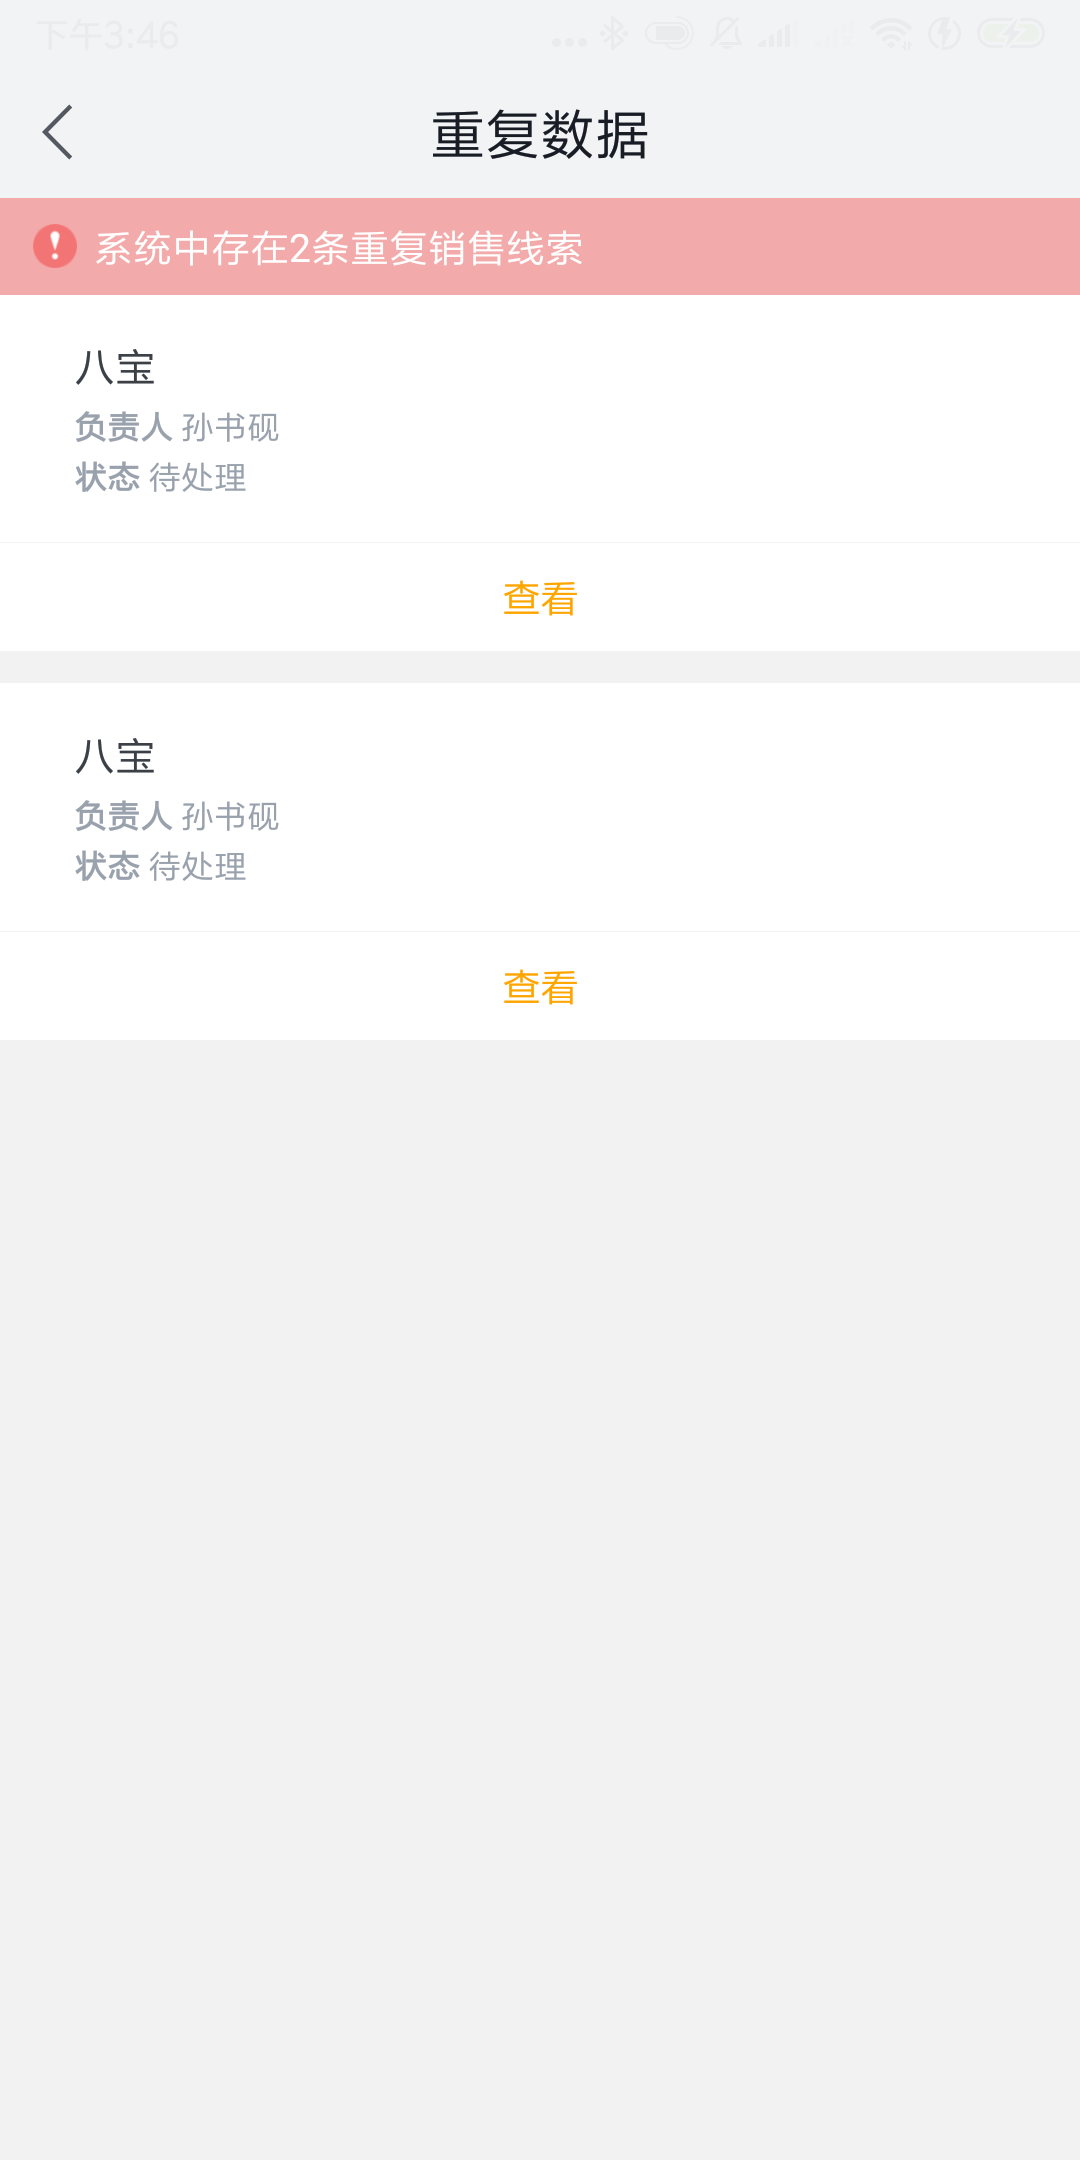 下午3:46
重复数据
系统中存在2条重复销售线索
八宝
负责人 孙书砚
状态 待处理
查看
八宝
负责人 孙书砚
状态 待处理
查看